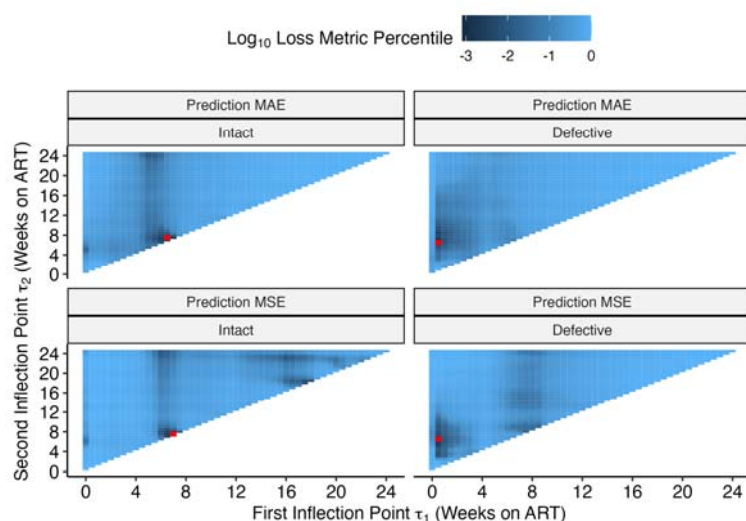 Log₁₀ Loss Metric Percentile
-3 -2 -1 0
Prediction MAE Prediction MAE
Intact Defective
24
20
16
12
8
4
0
Prediction MSE Prediction MSE
Intact Defective
24
20
16
12
8
4
0
Second Inflection Point τ₂ (Weeks on ART)
0 4 8 12 16 20 24 0 4 8 12 16 20 24
First Inflection Point τ₁ (Weeks on ART)